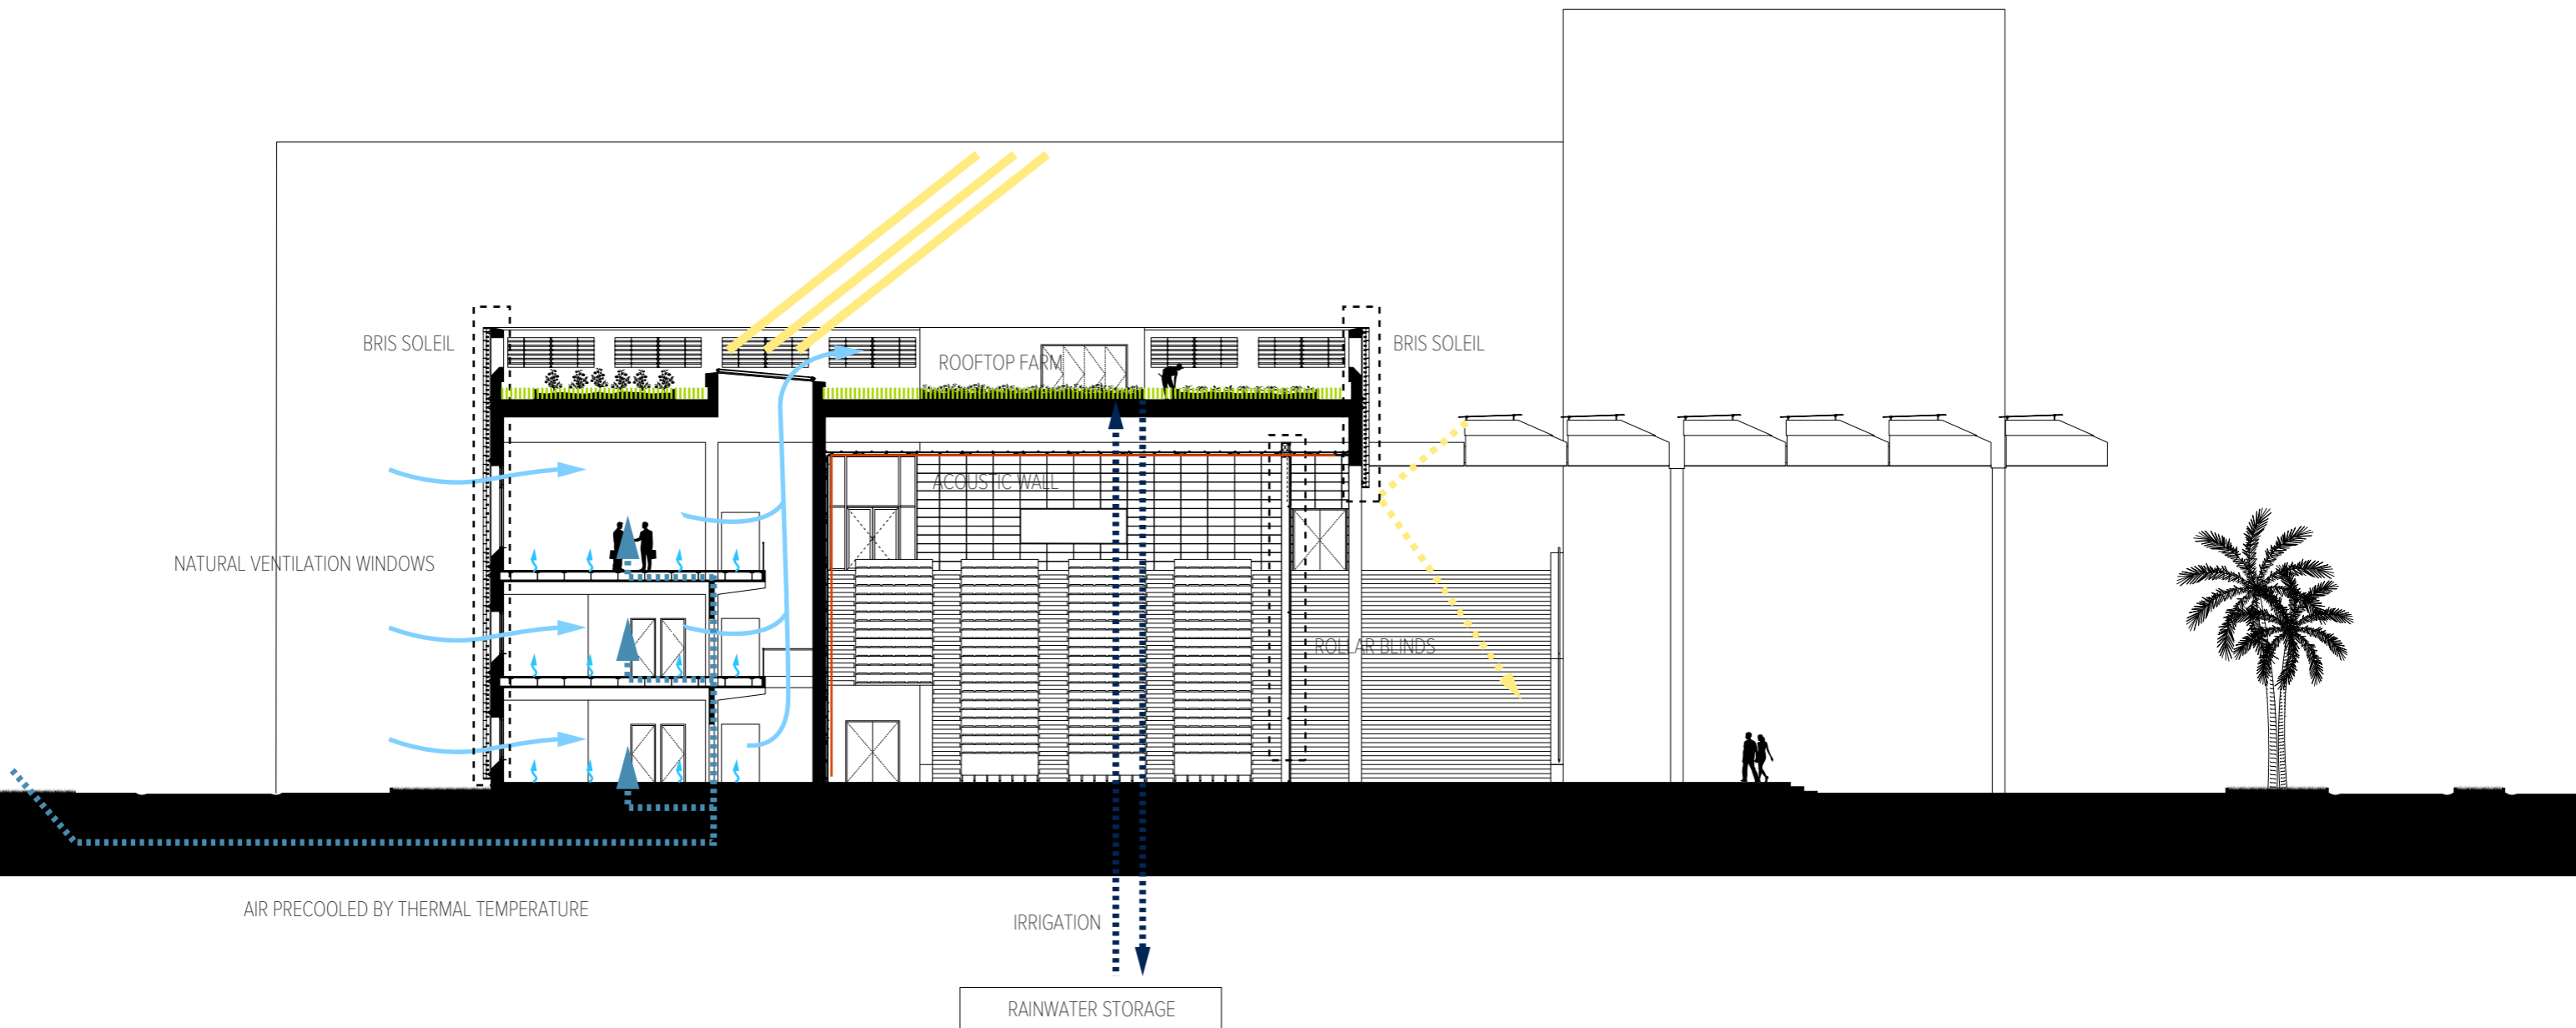 BRIS SOLEIL
BRIS SOLEIL
ROOFTOP FARM
ACOUSTIC WALL
NATURAL VENTILATION WINDOWS
ROLLAR BLINDS
AIR PRECOOLED BY THERMAL TEMPERATURE
IRRIGATION
RAINWATER STORAGE